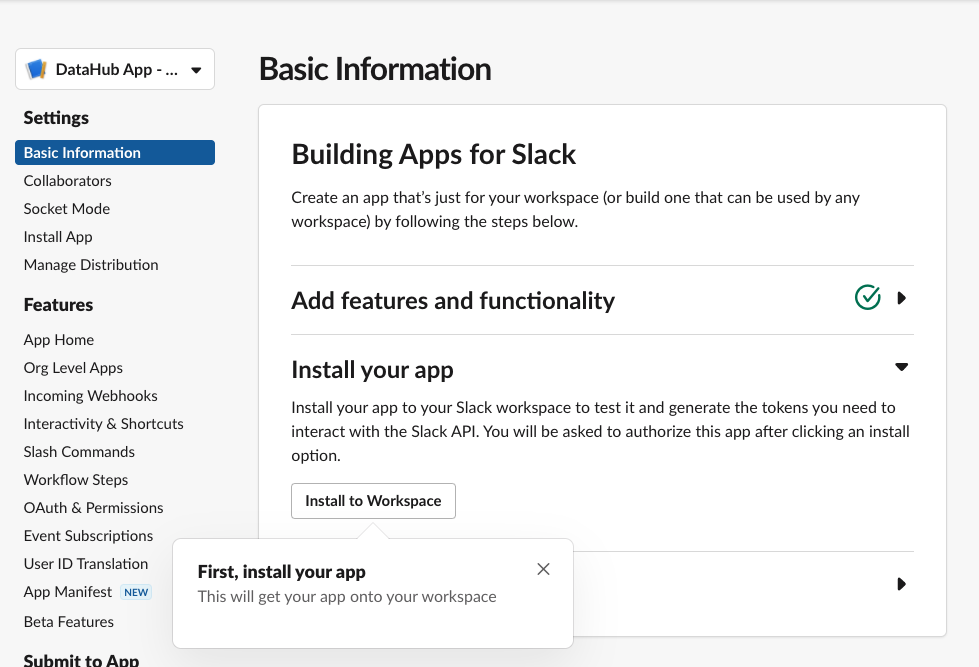 DataHub App - ...
Settings
Basic Information
Collaborators
Socket Mode
Install App
Manage Distribution
Features
App Home
Org Level Apps
Incoming Webhooks
Interactivity & Shortcuts
Slash Commands
Workflow Steps
OAuth & Permissions
Event Subscriptions
User ID Translation
App Manifest NEW
Beta Features
Submit to App
Basic Information
Building Apps for Slack
Create an app that’s just for your workspace (or build one that can be used by any
workspace) by following the steps below.
Add features and functionality
Install your app
Install your app to your Slack workspace to test it and generate the tokens you need to
interact with the Slack API. You will be asked to authorize this app after clicking an install
option.
Install to Workspace
First, install your app
This will get your app onto your workspace